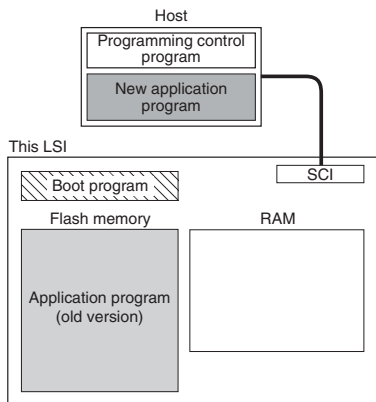 Host
Programming control
program
New application
program
This LSI
SCI
Boot program
Flash memory
RAM
Application program
(old version)